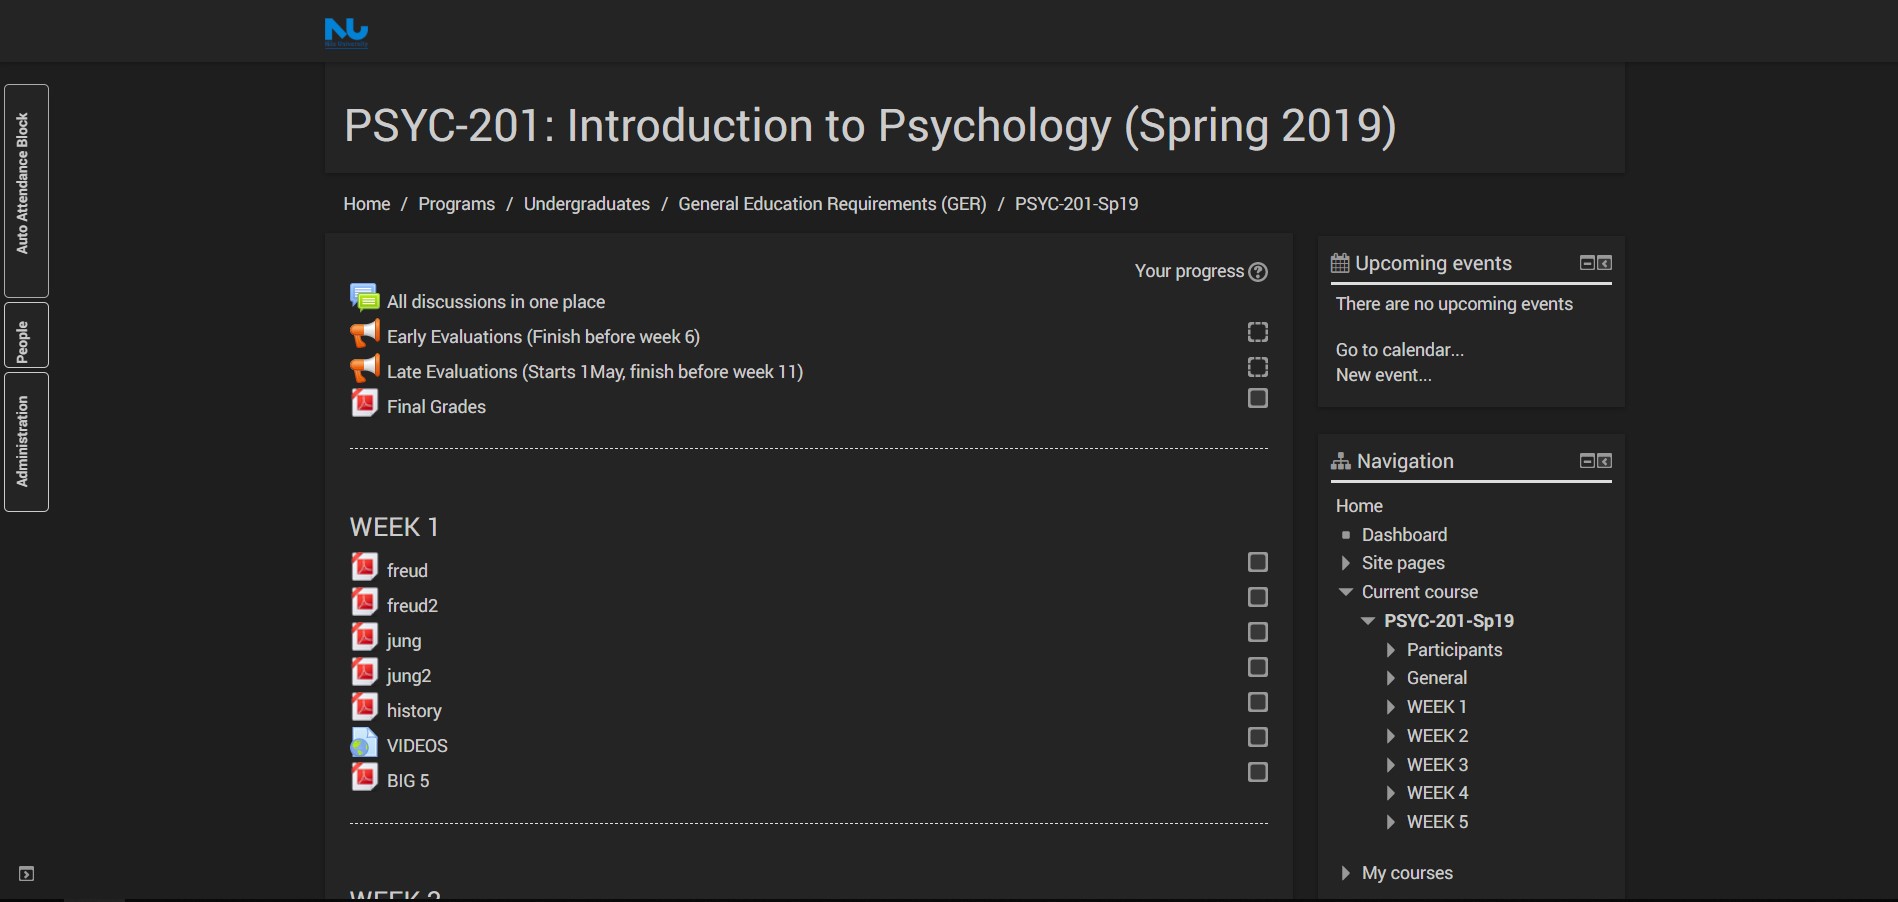 NU
PSYC-201: Introduction to Psychology (Spring 2019)
Home / Programs / Undergraduates / General Education Requirements (GER) / PSYC-201-Sp19
Auto Attendance Block
People
Administration
Your progress
All discussions in one place
Early Evaluations (Finish before week 6)
Late Evaluations (Starts 1May, finish before week 11)
Final Grades
WEEK 1
freud
freud2
jung
jung2
history
VIDEOS
BIG 5
Upcoming events
There are no upcoming events
Go to calendar...
New event...
Navigation
Home
Dashboard
Site pages
Current course
PSYC-201-Sp19
Participants
General
WEEK 1
WEEK 2
WEEK 3
WEEK 4
WEEK 5
My courses